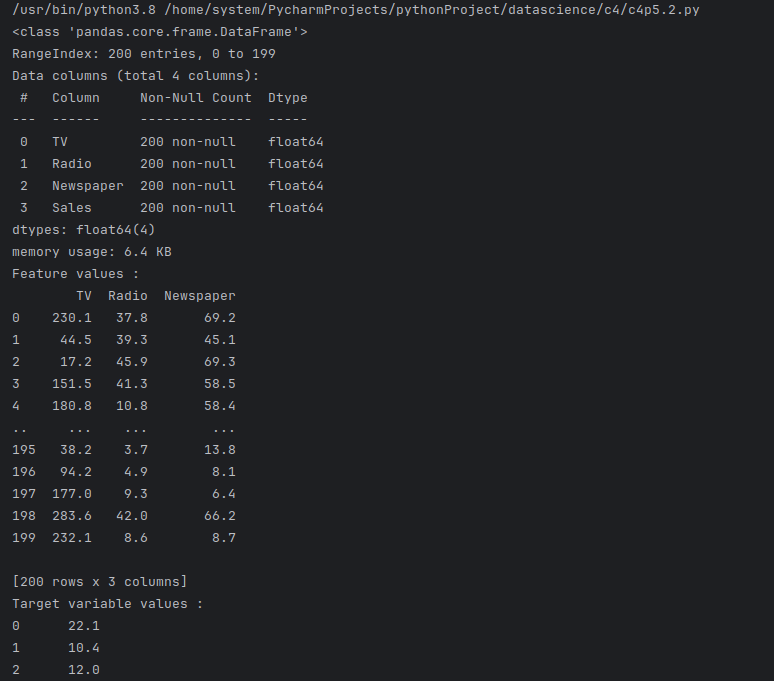 /usr/bin/python3.8 /home/system/PycharmProjects/pythonProject/datascience/c4/c4p5.2.py
<class 'pandas.core.frame.DataFrame'>
RangeIndex: 200 entries, 0 to 199
Data columns (total 4 columns):
 #   Column     Non-Null Count  Dtype
---  ------     --------------  -----
 0   TV         200 non-null    float64
 1   Radio      200 non-null    float64
 2   Newspaper  200 non-null    float64
 3   Sales      200 non-null    float64
dtypes: float64(4)
memory usage: 6.4 KB
Feature values :
        TV  Radio  Newspaper
0    230.1   37.8       69.2
1     44.5   39.3       45.1
2     17.2   45.9       69.3
3    151.5   41.3       58.5
4    180.8   10.8       58.4
..     ...    ...        ...
195   38.2    3.7       13.8
196   94.2    4.9        8.1
197  177.0    9.3        6.4
198  283.6   42.0       66.2
199  232.1    8.6        8.7

[200 rows x 3 columns]
Target variable values :
0      22.1
1      10.4
2      12.0